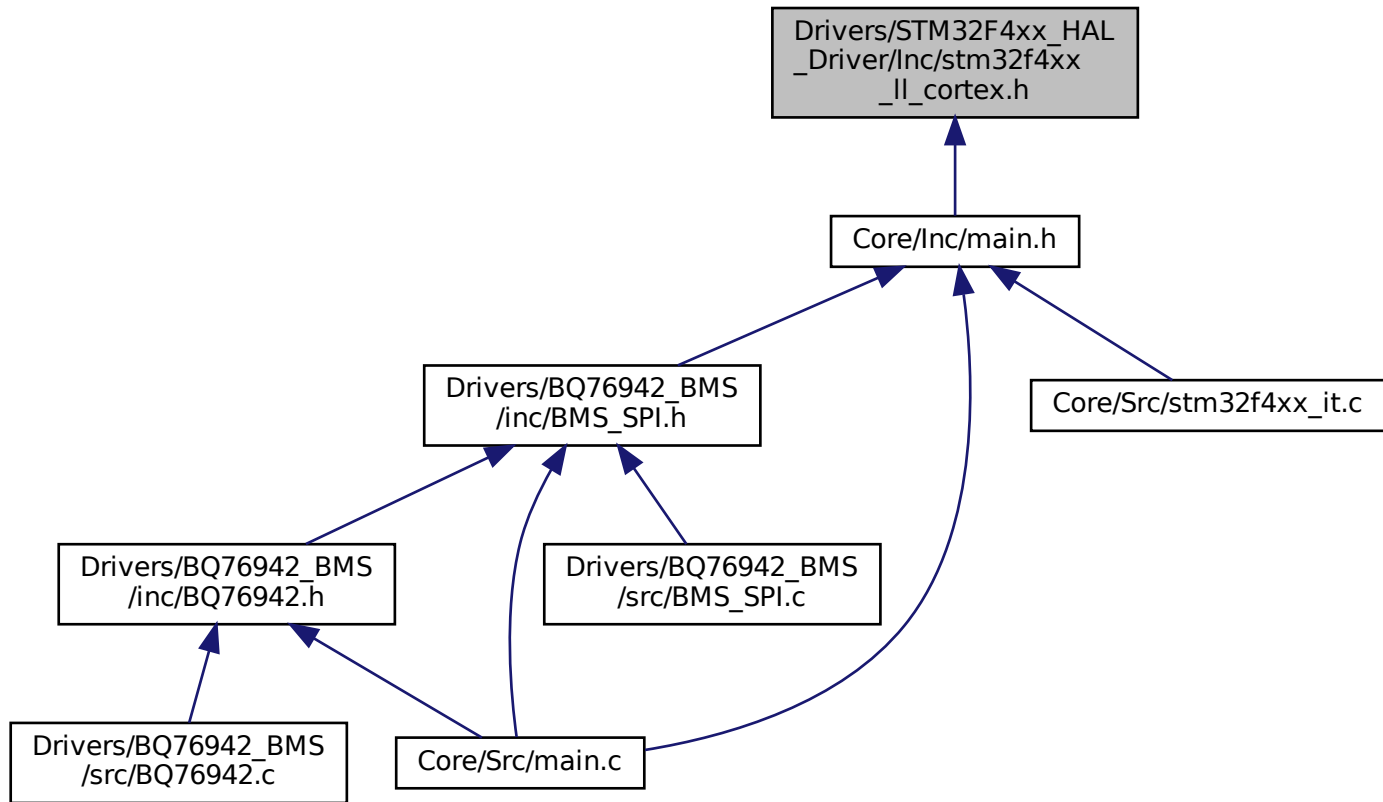 Drivers/STM32F4xx_HAL
_Driver/Inc/stm32f4xx
_ll_cortex.h
Core/Inc/main.h
Drivers/BQ76942_BMS
/inc/BMS_SPI.h
Core/Src/stm32f4xx_it.c
Drivers/BQ76942_BMS
/inc/BQ76942.h
Drivers/BQ76942_BMS
/src/BMS_SPI.c
Drivers/BQ76942_BMS
/src/BQ76942.c
Core/Src/main.c